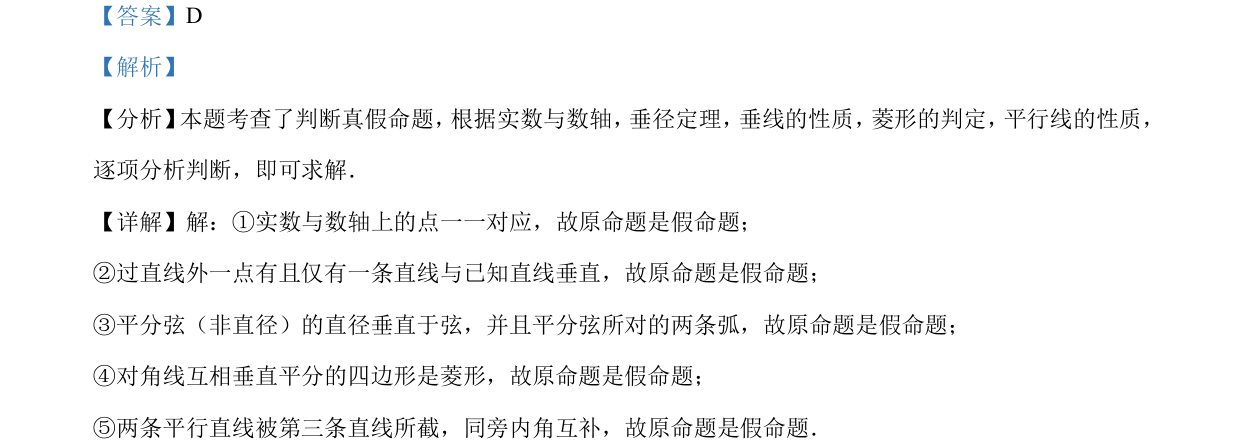 【答案】D
【解析】
【分析】本题考查了判断真假命题，根据实数与数轴，垂径定理，垂线的性质，菱形的判定，平行线的性质，
逐项分析判断，即可求解．
【详解】解：①实数与数轴上的点一一对应，故原命题是假命题；
②过直线外一点有且仅有一条直线与已知直线垂直，故原命题是假命题；
③平分弦（非直径）的直径垂直于弦，并且平分弦所对的两条弧，故原命题是假命题；
④对角线互相垂直平分的四边形是菱形，故原命题是假命题；
⑤两条平行直线被第三条直线所截，同旁内角互补，故原命题是假命题．